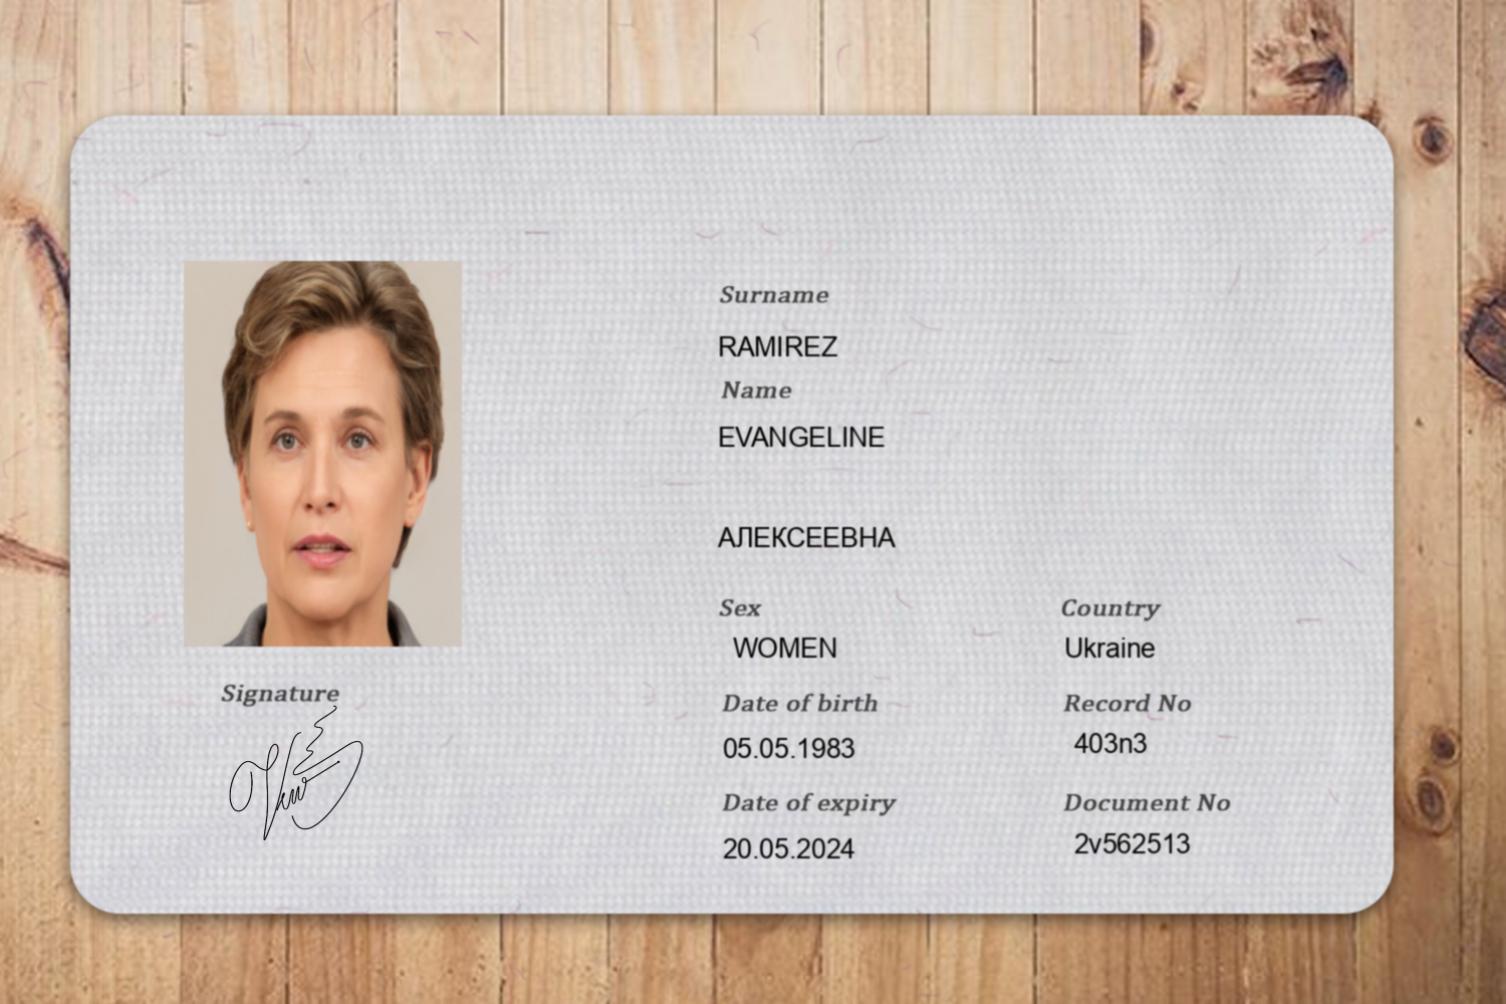 Surname
RAMIREZ
Name
EVANGELINE
АЛЕКСЕЕВНА
Sex
WOMEN
Country
Ukraine
Date of birth
05.05.1983
Record No
403n3
Date of expiry
20.05.2024
Document No
2v562513
Signature